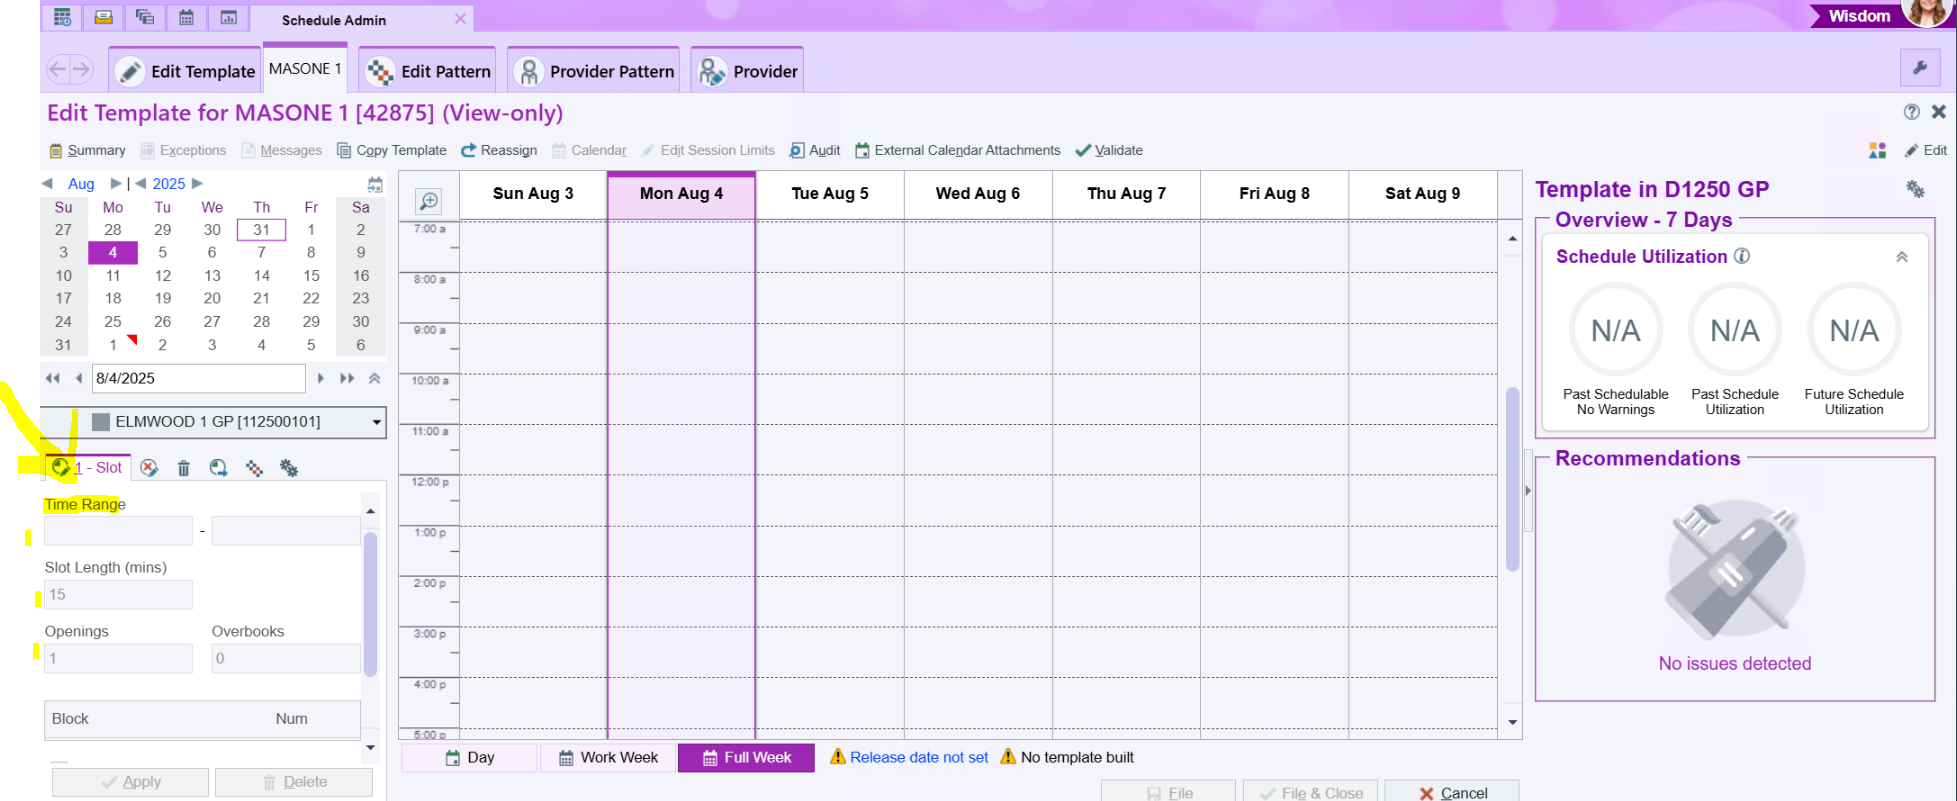 Schedule Admin
Wisdom
Edit Template
MASONE 1
Edit Pattern
Provider Pattern
Provider
Edit Template for MASONE 1 [42875] (View-only)
Summary Exceptions Messages Copy Template Reassign Calendar Edit Session Limits Audit External Calendar Attachments Validate Edit
Aug 2025
Su Mo Tu We Th Fr Sa
27 28 29 30 31 1 2
3 4 5 6 7 8 9
10 11 12 13 14 15 16
17 18 19 20 21 22 23
24 25 26 27 28 29 30
31 1 2 3 4 5 6
8/4/2025
ELMWOOD 1 GP [112500101]
1 - Slot
Time Range
-
Slot Length (mins)
15
Openings Overbooks
1 0
Block Num
Apply Delete
Sun Aug 3 Mon Aug 4 Tue Aug 5 Wed Aug 6 Thu Aug 7 Fri Aug 8 Sat Aug 9
7:00 a
8:00 a
9:00 a
10:00 a
11:00 a
12:00 p
1:00 p
2:00 p
3:00 p
4:00 p
5:00 p
Day Work Week Full Week Release date not set No template built
File File & Close Cancel
Template in D1250 GP
Overview - 7 Days
Schedule Utilization
N/A N/A N/A
Past Schedulable Past Schedule Future Schedule
No Warnings Utilization Utilization
Recommendations
No issues detected